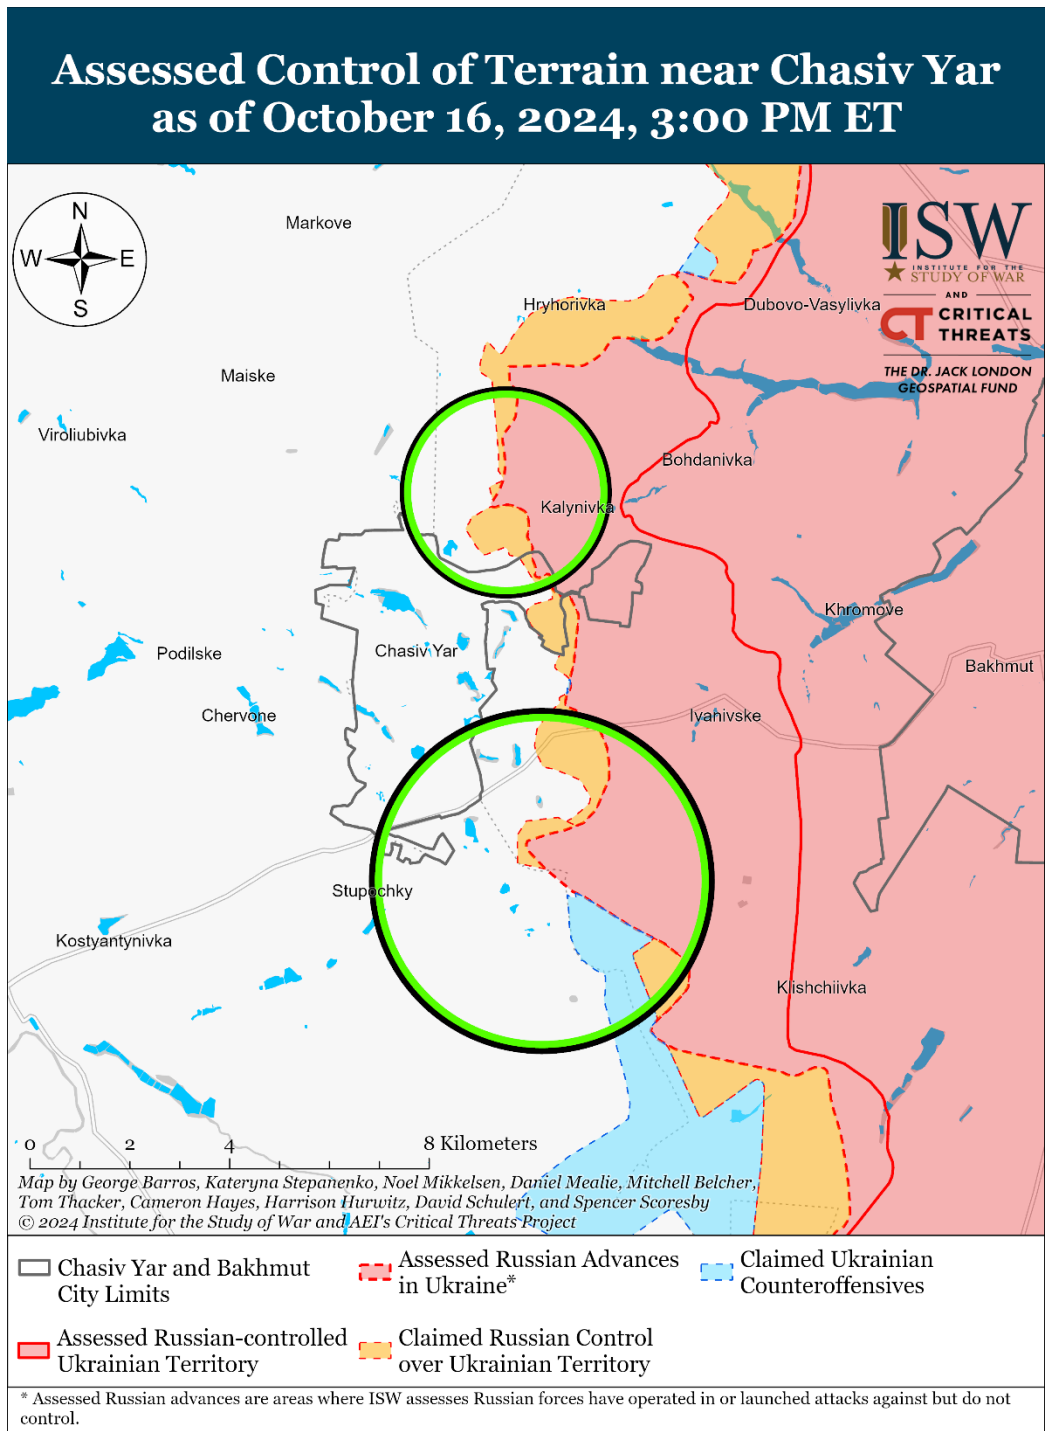 Assessed Control of Terrain near Chasiv Yar
as of October 16, 2024, 3:00 PM ET
N
W
E
S
Markove
ISW
INSTITUTE FOR THE
STUDY OF WAR
AND
CT CRITICAL
THREATS
THE DR. JACK LONDON
GEOSPATIAL FUND
Hryhorivka
Dubovo-Vasylivka
Maiske
Viroliubivka
Bohdanivka
Kalynivka
Khromove
Podilske
Chasiv Yar
Bakhmut
Chervone
Ivanivske
Stupochky
Kostyantynivka
Klishchiivka
0 2 4 8 Kilometers
Map by George Barros, Kateryna Stepanenko, Noel Mikkelsen, Daniel Mealie, Mitchell Belcher,
Tom Thacker, Cameron Hayes, Harrison Hurwitz, David Schulert, and Spencer Scoresby
© 2024 Institute for the Study of War and AEI's Critical Threats Project
Chasiv Yar and Bakhmut
City Limits
Assessed Russian Advances
in Ukraine*
Claimed Ukrainian
Counteroffensives
Assessed Russian-controlled
Ukrainian Territory
Claimed Russian Control
over Ukrainian Territory
* Assessed Russian advances are areas where ISW assesses Russian forces have operated in or launched attacks against but do not
control.